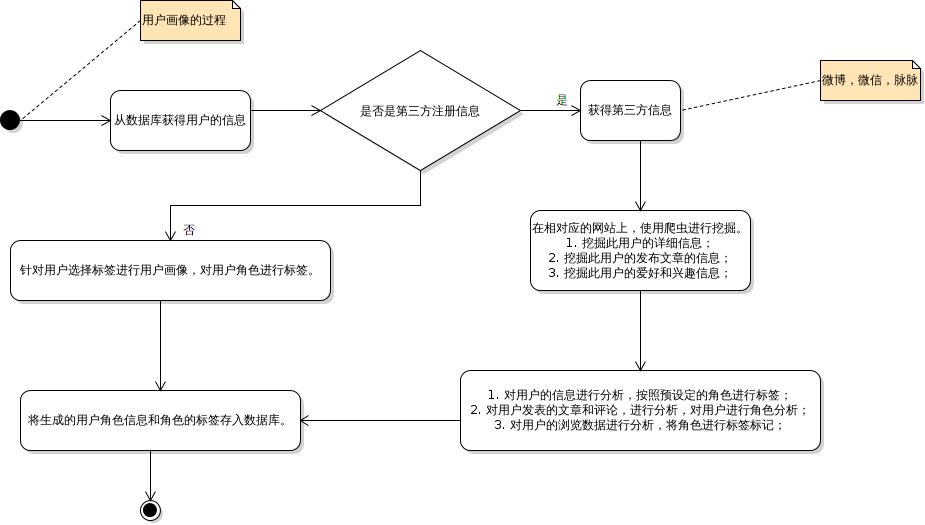 用户画像的过程
微博，微信，脉脉
从数据库获得用户的信息
是否是第三方注册信息
是
获得第三方信息
否
在相对应的网站上，使用爬虫进行挖掘。
1. 挖掘此用户的详细信息；
2. 挖掘此用户的发布文章的信息；
3. 挖掘此用户的爱好和兴趣信息；
针对用户选择标签进行用户画像，对用户角色进行标签。
1. 对用户的信息进行分析，按照预设定的角色进行标签；
2. 对用户发表的文章和评论，进行分析，对用户进行角色分析；
3. 对用户的浏览数据进行分析，将角色进行标签标记；
将生成的用户角色信息和角色的标签存入数据库。